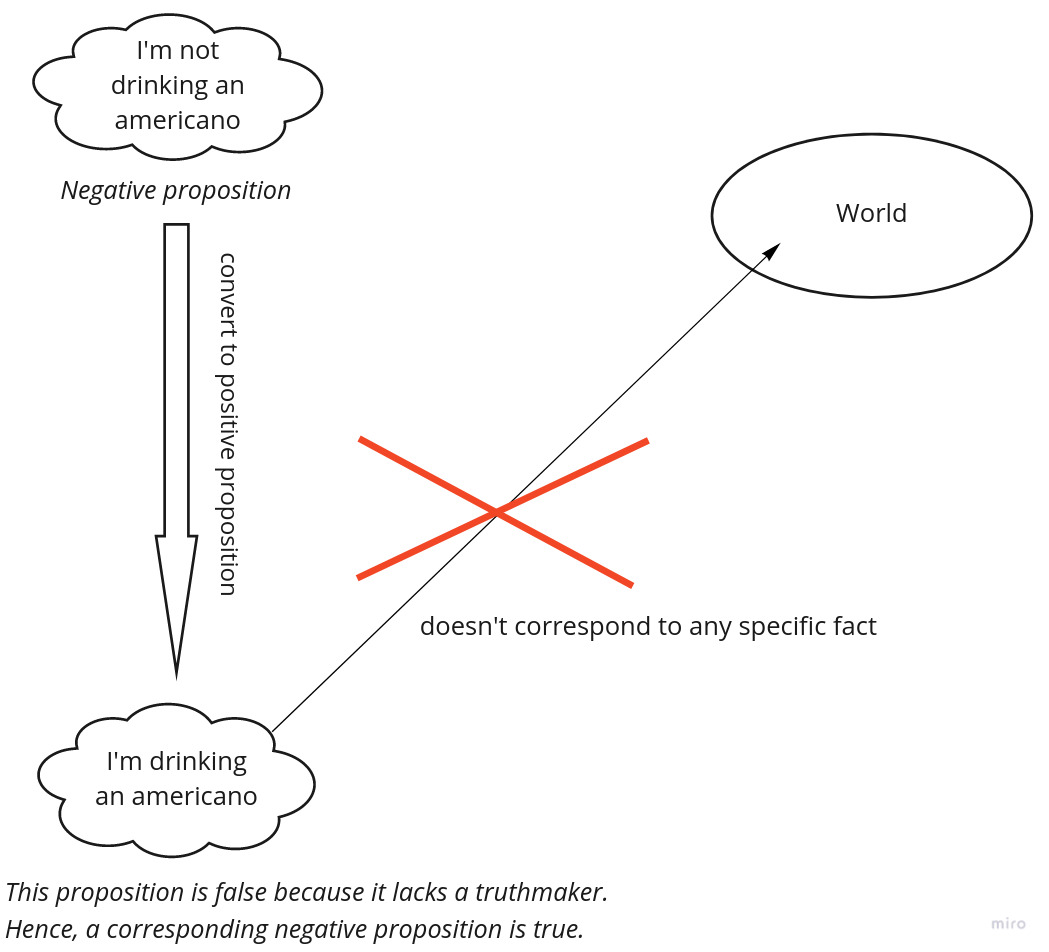 I'm not
drinking an
americano
Negative proposition
convert to positive proposition
World
doesn't correspond to any specific fact
I'm drinking
an americano
This proposition is false because it lacks a truthmaker.
Hence, a corresponding negative proposition is true.
miro